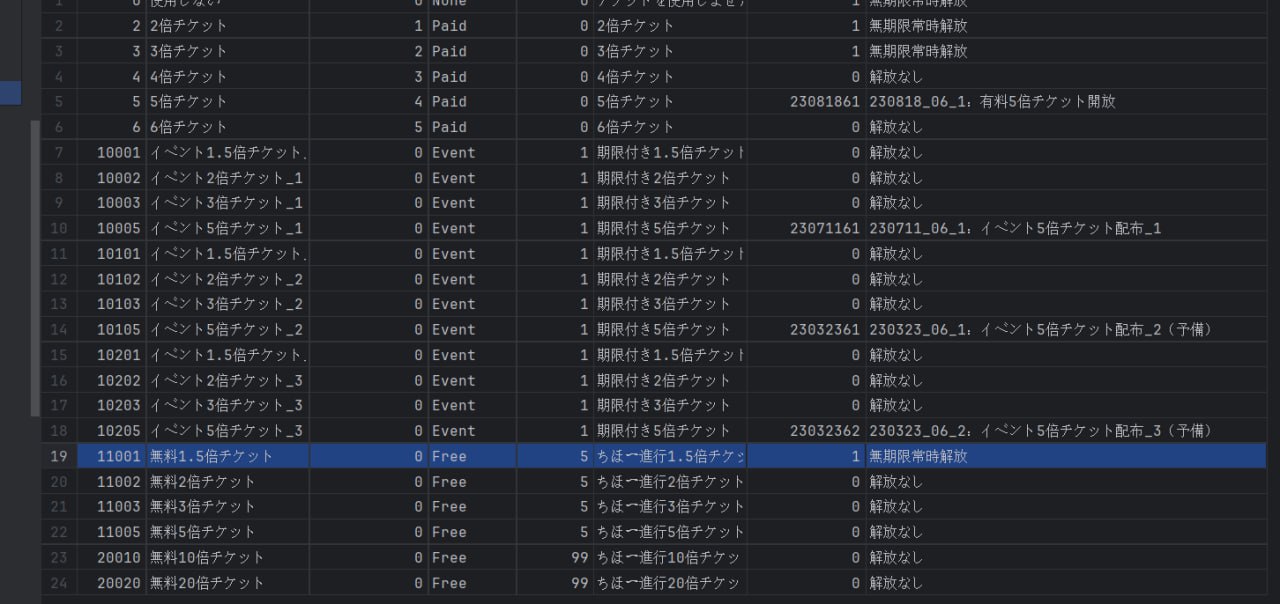 1 0 使用しない 0 None 0 チケットを使用しませ 1 無期限常時解放
2 2 2倍チケット 1 Paid 0 2倍チケット 1 無期限常時解放
3 3 3倍チケット 2 Paid 0 3倍チケット 1 無期限常時解放
4 4 4倍チケット 3 Paid 0 4倍チケット 0 解放なし
5 5 5倍チケット 4 Paid 0 5倍チケット 23081861 230818_06_1：有料5倍チケット開放
6 6 6倍チケット 5 Paid 0 6倍チケット 0 解放なし
7 10001 イベント1.5倍チケット 0 Event 1 期限付き1.5倍チケット 0 解放なし
8 10002 イベント2倍チケット_1 0 Event 1 期限付き2倍チケット 0 解放なし
9 10003 イベント3倍チケット_1 0 Event 1 期限付き3倍チケット 0 解放なし
10 10005 イベント5倍チケット_1 0 Event 1 期限付き5倍チケット 23071161 230711_06_1：イベント5倍チケット配布_1
11 10101 イベント1.5倍チケット 0 Event 1 期限付き1.5倍チケット 0 解放なし
12 10102 イベント2倍チケット_2 0 Event 1 期限付き2倍チケット 0 解放なし
13 10103 イベント3倍チケット_2 0 Event 1 期限付き3倍チケット 0 解放なし
14 10105 イベント5倍チケット_2 0 Event 1 期限付き5倍チケット 23032361 230323_06_1：イベント5倍チケット配布_2（予備）
15 10201 イベント1.5倍チケット 0 Event 1 期限付き1.5倍チケット 0 解放なし
16 10202 イベント2倍チケット_3 0 Event 1 期限付き2倍チケット 0 解放なし
17 10203 イベント3倍チケット_3 0 Event 1 期限付き3倍チケット 0 解放なし
18 10205 イベント5倍チケット_3 0 Event 1 期限付き5倍チケット 23032362 230323_06_2：イベント5倍チケット配布_3（予備）
19 11001 無料1.5倍チケット 0 Free 5 ちほー進行1.5倍チケッ 1 無期限常時解放
20 11002 無料2倍チケット 0 Free 5 ちほー進行2倍チケット 0 解放なし
21 11003 無料3倍チケット 0 Free 5 ちほー進行3倍チケット 0 解放なし
22 11005 無料5倍チケット 0 Free 5 ちほー進行5倍チケット 0 解放なし
23 20010 無料10倍チケット 0 Free 99 ちほー進行10倍チケッ 0 解放なし
24 20020 無料20倍チケット 0 Free 99 ちほー進行20倍チケッ 0 解放なし